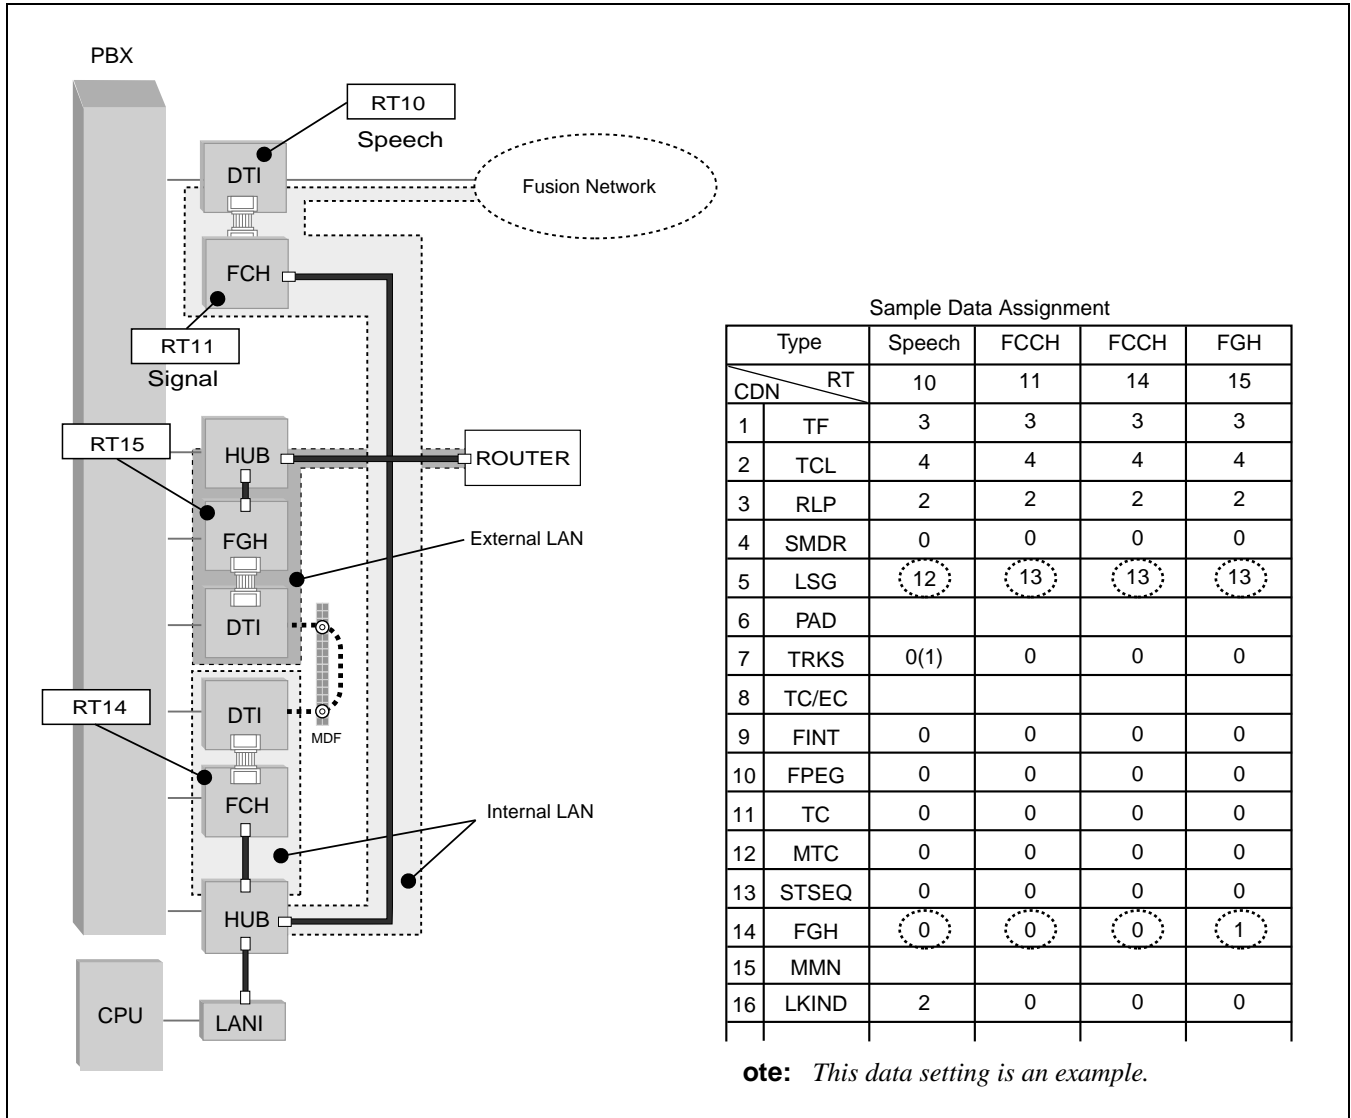 PBX
RT10
Speech
DTI
Fusion Network
FCH
RT11
Signal
RT15
HUB
ROUTER
FGH
External LAN
DTI
RT14
DTI
MDF
FCH
Internal LAN
HUB
CPU
LANI
Sample Data Assignment
Type Speech FCCH FCCH FGH
CDN RT 10 11 14 15
1 TF 3 3 3 3
2 TCL 4 4 4 4
3 RLP 2 2 2 2
4 SMDR 0 0 0 0
5 LSG 12 13 13 13
6 PAD
7 TRKS 0(1) 0 0 0
8 TC/EC
9 FINT 0 0 0 0
10 FPEG 0 0 0 0
11 TC 0 0 0 0
12 MTC 0 0 0 0
13 STSEQ 0 0 0 0
14 FGH 0 0 0 1
15 MMN
16 LKIND 2 0 0 0
ote: This data setting is an example.